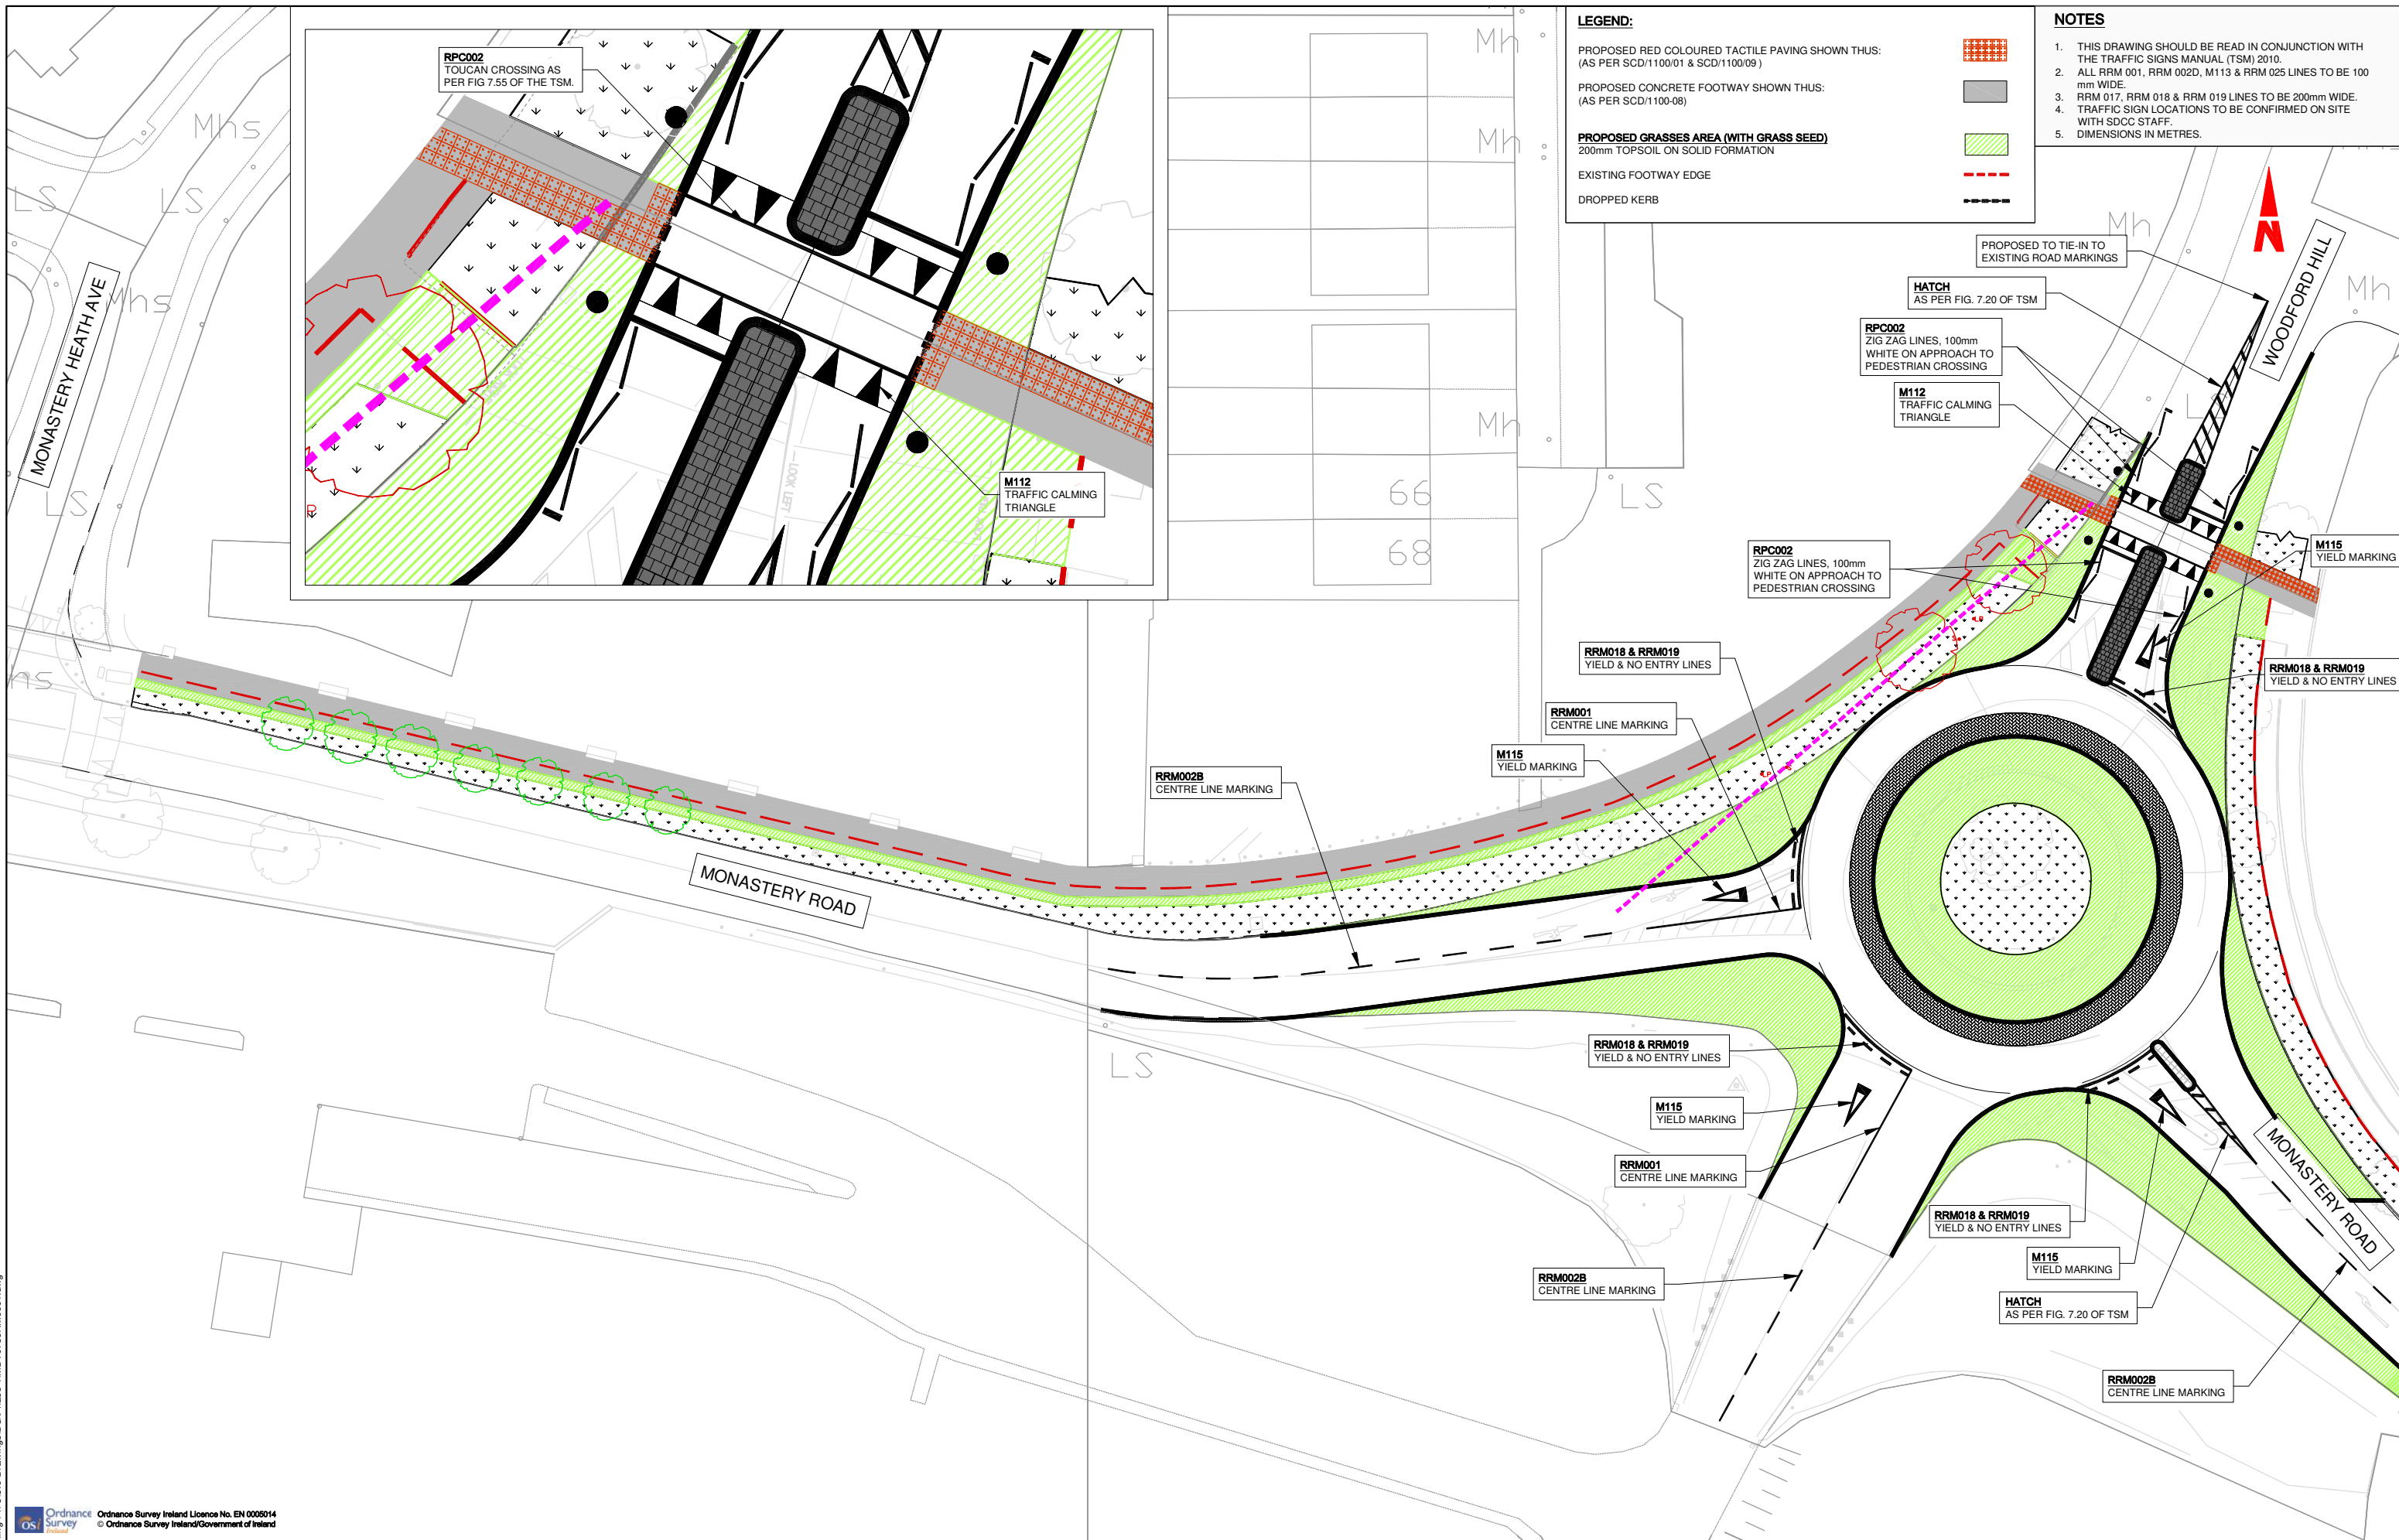 RPC002
TOUCAN CROSSING AS
PER FIG 7.55 OF THE TSM.
M112
TRAFFIC CALMING
TRIANGLE
LOOK LEFT
LEGEND:
PROPOSED RED COLOURED TACTILE PAVING SHOWN THUS:
(AS PER SCD/1100/01 & SCD/1100/09 )
PROPOSED CONCRETE FOOTWAY SHOWN THUS:
(AS PER SCD/1100-08)
PROPOSED GRASSES AREA (WITH GRASS SEED)
200mm TOPSOIL ON SOLID FORMATION
EXISTING FOOTWAY EDGE
DROPPED KERB
NOTES
1. THIS DRAWING SHOULD BE READ IN CONJUNCTION WITH
THE TRAFFIC SIGNS MANUAL (TSM) 2010.
2. ALL RRM 001, RRM 002D, M113 & RRM 025 LINES TO BE 100
mm WIDE.
3. RRM 017, RRM 018 & RRM 019 LINES TO BE 200mm WIDE.
4. TRAFFIC SIGN LOCATIONS TO BE CONFIRMED ON SITE
WITH SDCC STAFF.
5. DIMENSIONS IN METRES.
N
Mhs
LS
LS
Mhs
LS
MONASTERY HEATH AVE
Mh
Mh
Mh
66
68
LS
Mh
Mh
WOODFORD HILL
PROPOSED TO TIE-IN TO
EXISTING ROAD MARKINGS
HATCH
AS PER FIG. 7.20 OF TSM
RPC002
ZIG ZAG LINES, 100mm
WHITE ON APPROACH TO
PEDESTRIAN CROSSING
M112
TRAFFIC CALMING
TRIANGLE
M115
YIELD MARKING
RPC002
ZIG ZAG LINES, 100mm
WHITE ON APPROACH TO
PEDESTRIAN CROSSING
RRM018 & RRM019
YIELD & NO ENTRY LINES
RRM018 & RRM019
YIELD & NO ENTRY LINES
RRM001
CENTRE LINE MARKING
M115
YIELD MARKING
RRM002B
CENTRE LINE MARKING
MONASTERY ROAD
LS
RRM018 & RRM019
YIELD & NO ENTRY LINES
M115
YIELD MARKING
RRM001
CENTRE LINE MARKING
RRM002B
CENTRE LINE MARKING
RRM018 & RRM019
YIELD & NO ENTRY LINES
M115
YIELD MARKING
HATCH
AS PER FIG. 7.20 OF TSM
MONASTERY ROAD
RRM002B
CENTRE LINE MARKING
OSi
Ordnance
Survey
Ireland
Ordnance Survey Ireland Licence No. EN 0005014
© Ordnance Survey Ireland/Government of Ireland